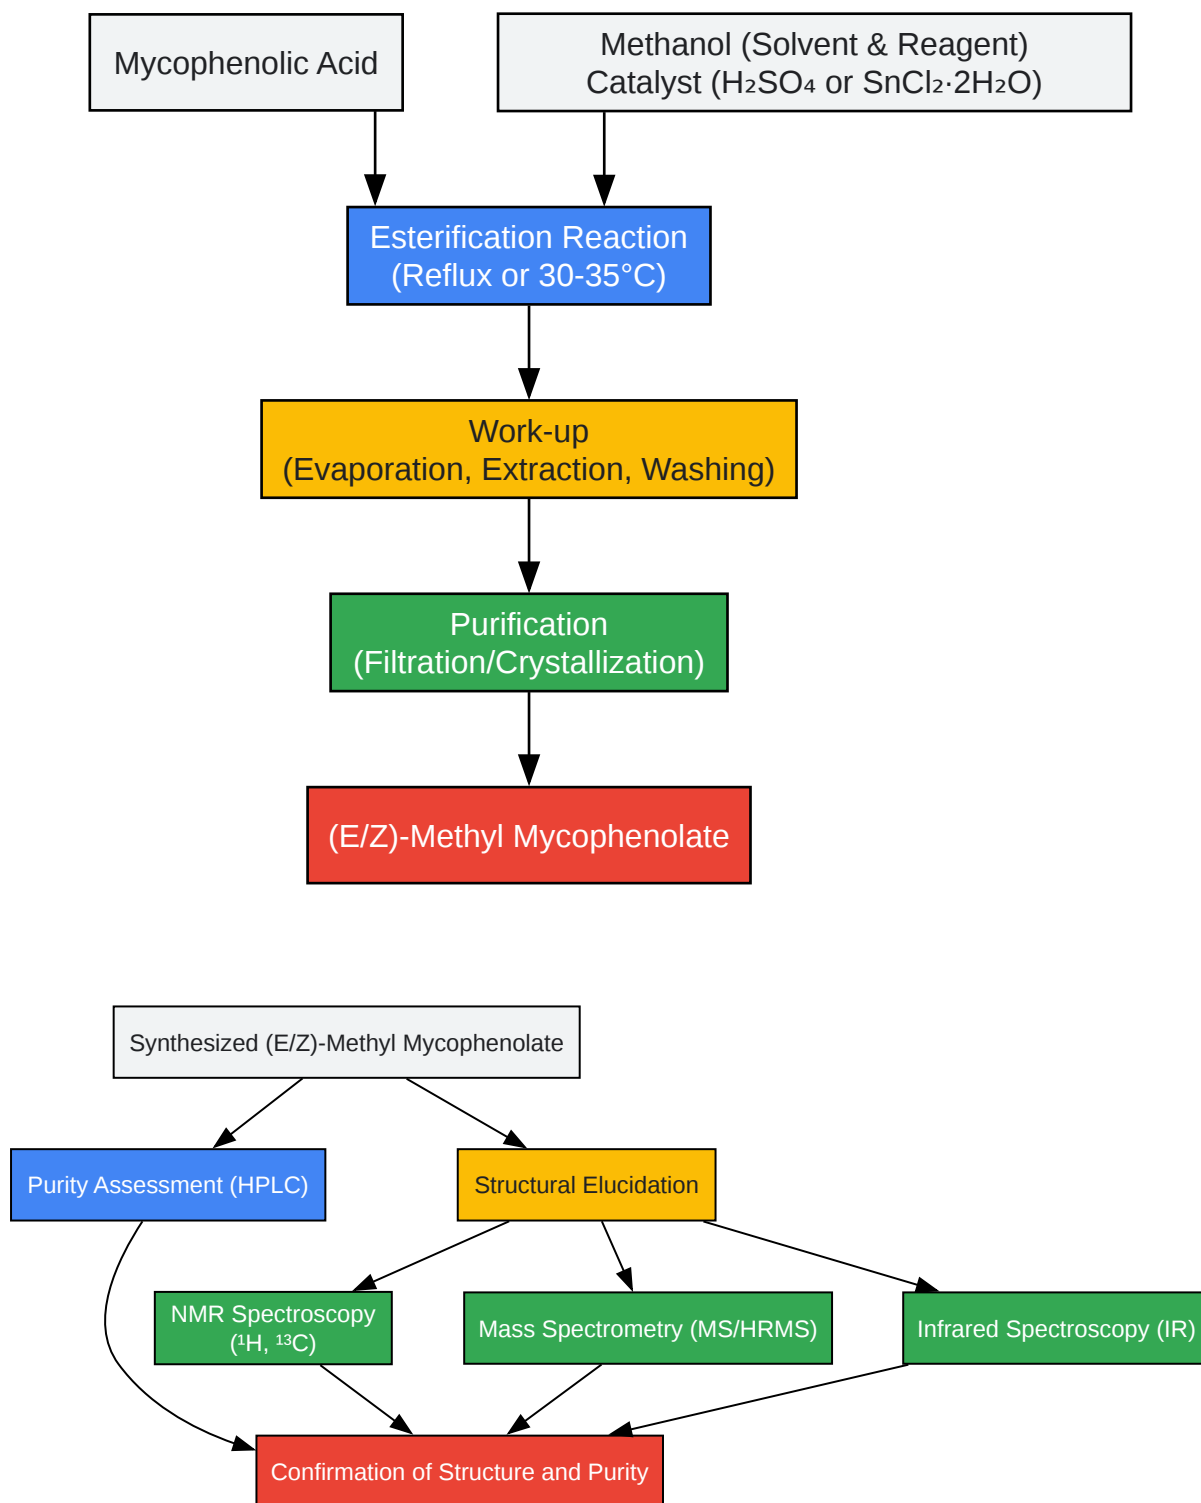 Mycophenolic Acid
Methanol (Solvent & Reagent)
Catalyst (H₂SO₄ or SnCl₂·2H₂O)
Esterification Reaction
(Reflux or 30-35°C)
Work-up
(Evaporation, Extraction, Washing)
Purification
(Filtration/Crystallization)
(E/Z)-Methyl Mycophenolate
Synthesized (E/Z)-Methyl Mycophenolate
Purity Assessment (HPLC)
Structural Elucidation
NMR Spectroscopy
(¹H, ¹³C)
Mass Spectrometry (MS/HRMS)
Infrared Spectroscopy (IR)
Confirmation of Structure and Purity